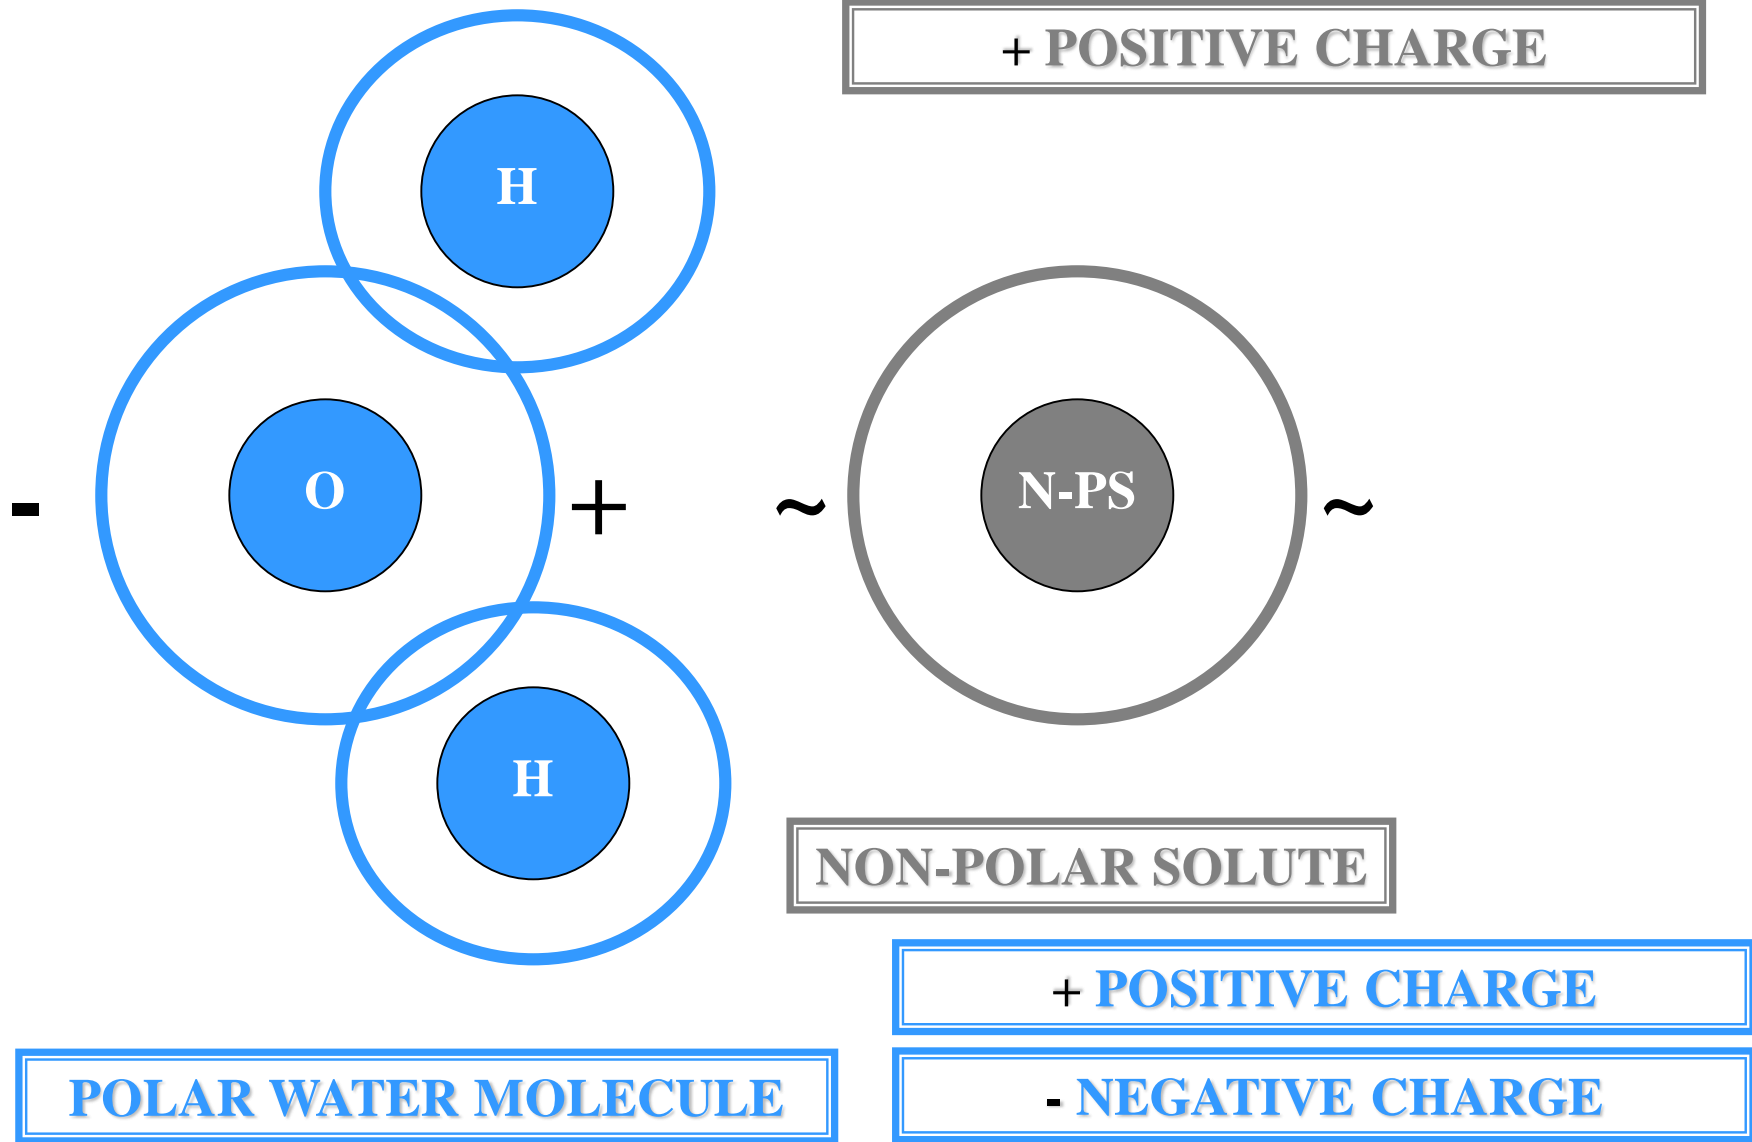 + POSITIVE CHARGE
H
O
- + ~ N-PS ~
H
NON-POLAR SOLUTE
+ POSITIVE CHARGE
POLAR WATER MOLECULE
- NEGATIVE CHARGE